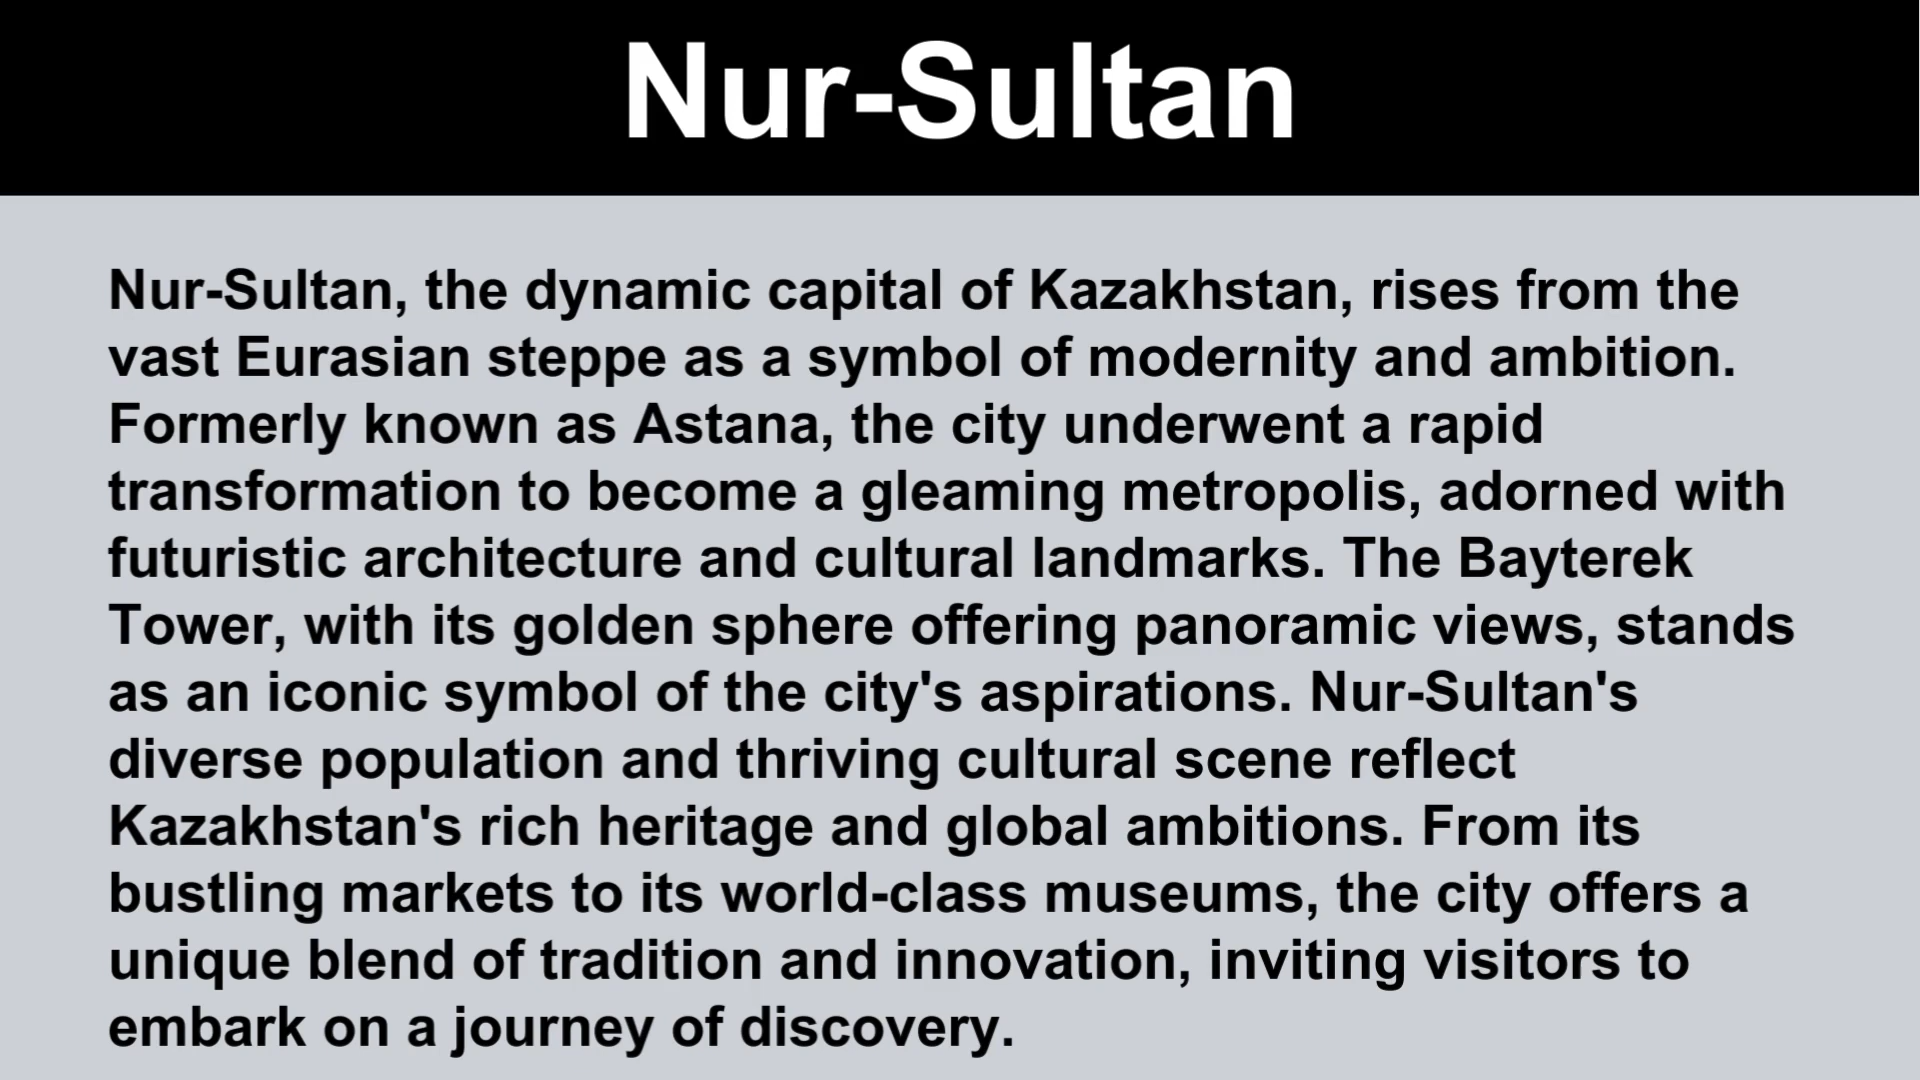 Nur-Sultan
Nur-Sultan, the dynamic capital of Kazakhstan, rises from the
vast Eurasian steppe as a symbol of modernity and ambition.
Formerly known as Astana, the city underwent a rapid
transformation to become a gleaming metropolis, adorned with
futuristic architecture and cultural landmarks. The Bayterek
Tower, with its golden sphere offering panoramic views, stands
as an iconic symbol of the city's aspirations. Nur-Sultan's
diverse population and thriving cultural scene reflect
Kazakhstan's rich heritage and global ambitions. From its
bustling markets to its world-class museums, the city offers a
unique blend of tradition and innovation, inviting visitors to
embark on a journey of discovery.